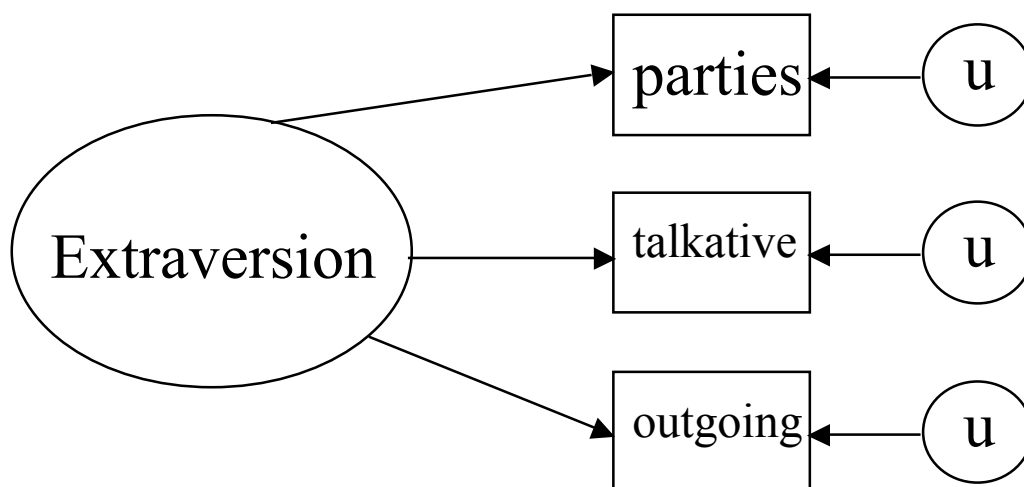 parties
u
Extraversion
talkative
u
outgoing
u